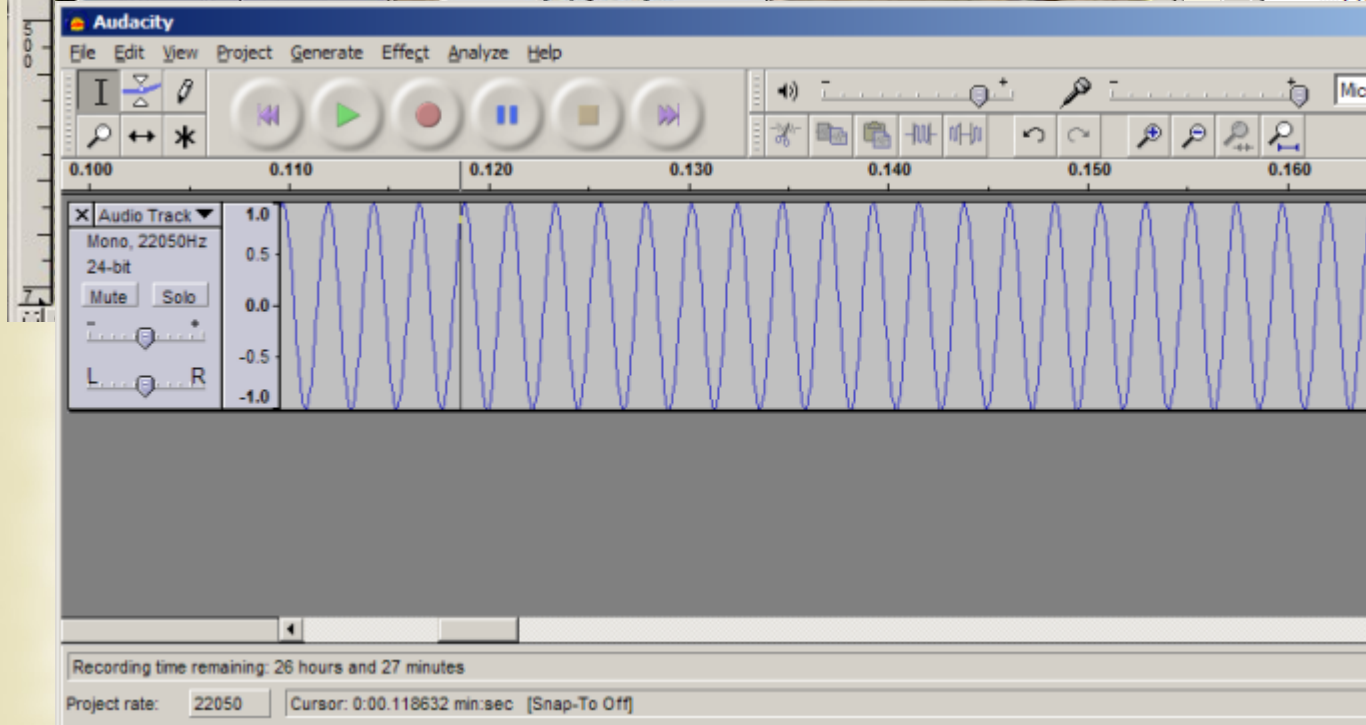 Audacity
File Edit View Project Generate Effect Analyze Help
Mic
0.100 0.110 0.120 0.130 0.140 0.150 0.160
Audio Track
Mono, 22050Hz
24-bit
Mute Solo
- +
L R
1.0
0.5
0.0
-0.5
-1.0
Recording time remaining: 26 hours and 27 minutes
Project rate: 22050 Cursor: 0:00.118632 min:sec [Snap-To Off]
500
7